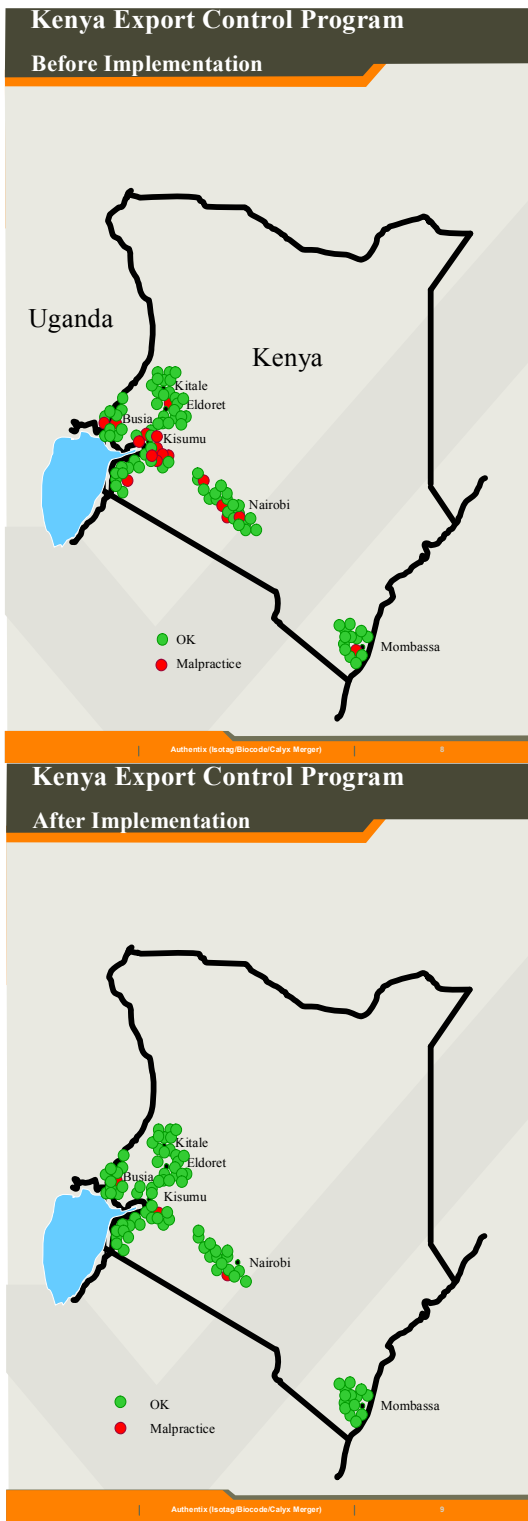 Kenya Export Control Program
Before Implementation
Uganda
Kenya
Kitale
Eldoret
Busia
Kisumu
Nairobi
OK
Mombassa
Malpractice
| Authentix (Isotag/Biocode/Calyx Merger) | 8
Kenya Export Control Program
After Implementation
Kitale
Eldoret
Busia
Kisumu
Nairobi
OK
Mombassa
Malpractice
| Authentix (Isotag/Biocode/Calyx Merger) | 9